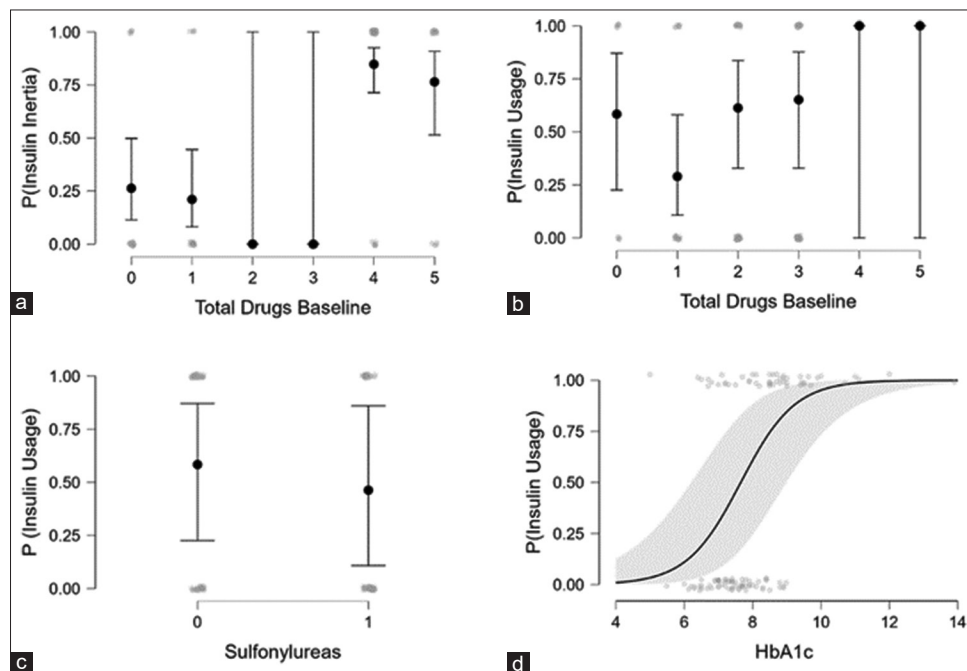 P(Insulin Inertia)
1.00
0.75
0.50
0.25
0.00
0 1 2 3 4 5
Total Drugs Baseline
a
P(Insulin Usage)
1.00
0.75
0.50
0.25
0.00
0 1 2 3 4 5
Total Drugs Baseline
b
P (Insulin Usage)
1.00
0.75
0.50
0.25
0.00
0 1
Sulfonylureas
c
P(Insulin Usage)
1.00
0.75
0.50
0.25
0.00
4 6 8 10 12 14
HbA1c
d